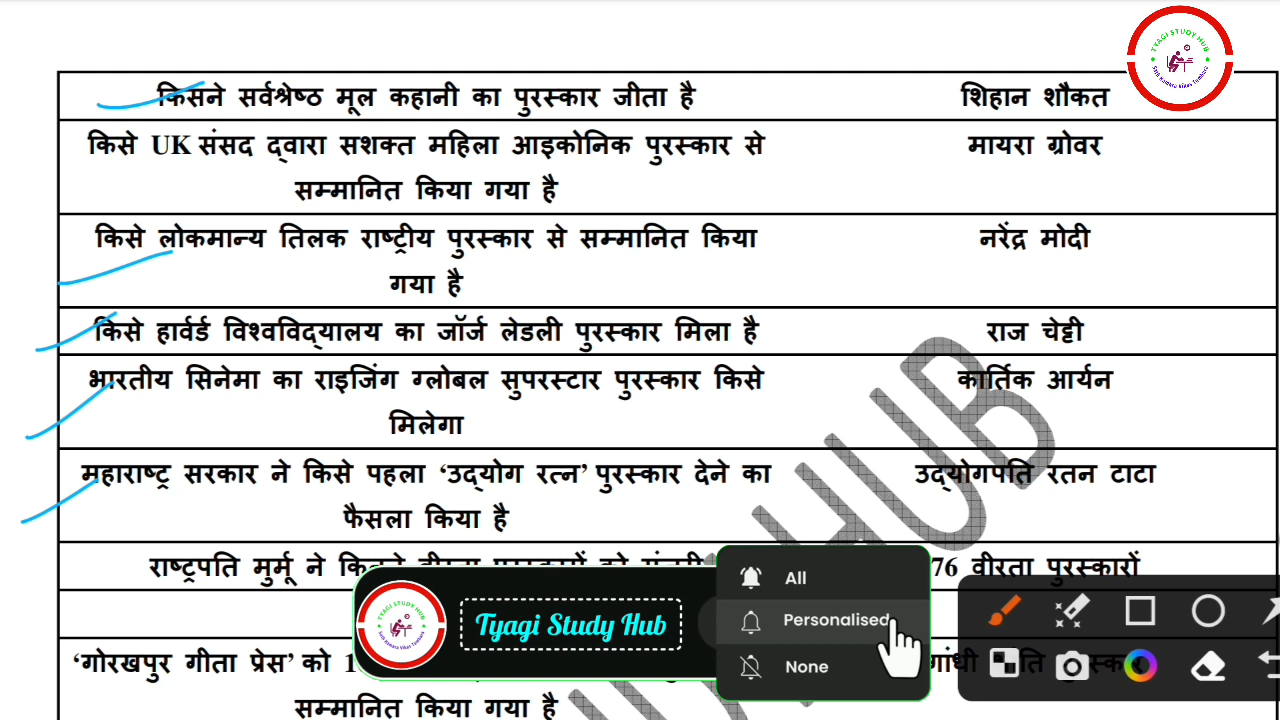 किसने सर्वश्रेष्ठ मूल कहानी का पुरस्कार जीता है शिहान शौकत
किसे UK संसद द्वारा सशक्त महिला आइकोनिक पुरस्कार से मायरा ग्रोवर
सम्मानित किया गया है
किसे लोकमान्य तिलक राष्ट्रीय पुरस्कार से सम्मानित किया नरेंद्र मोदी
गया है
किसे हार्वर्ड विश्वविद्यालय का जॉर्ज लेडली पुरस्कार मिला है राज चेट्टी
भारतीय सिनेमा का राइजिंग ग्लोबल सुपरस्टार पुरस्कार किसे कार्तिक आर्यन
मिलेगा
महाराष्ट्र सरकार ने किसे पहला ‘उद्योग रत्न’ पुरस्कार देने का उद्योगपति रतन टाटा
फैसला किया है
राष्ट्रपति मुर्मू ने 76 वीरता पुरस्कारों
‘गोरखपुर गीता प्रेस’ को
सम्मानित किया गया है
TYAGI STUDY HUB
Tyagi Study Hub
All
Personalised
None
HUB